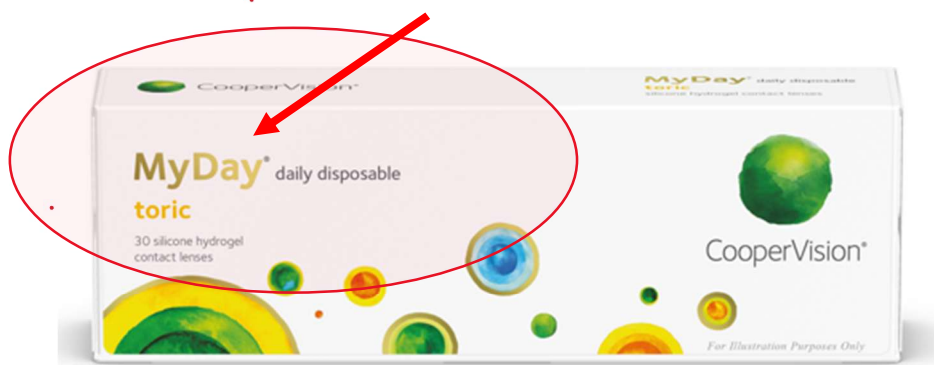 CooperVision®
MyDay® daily disposable
toric
silicone hydrogel contact lenses
MyDay® daily disposable
toric
30 silicone hydrogel
contact lenses
CooperVision®
For Illustration Purposes Only